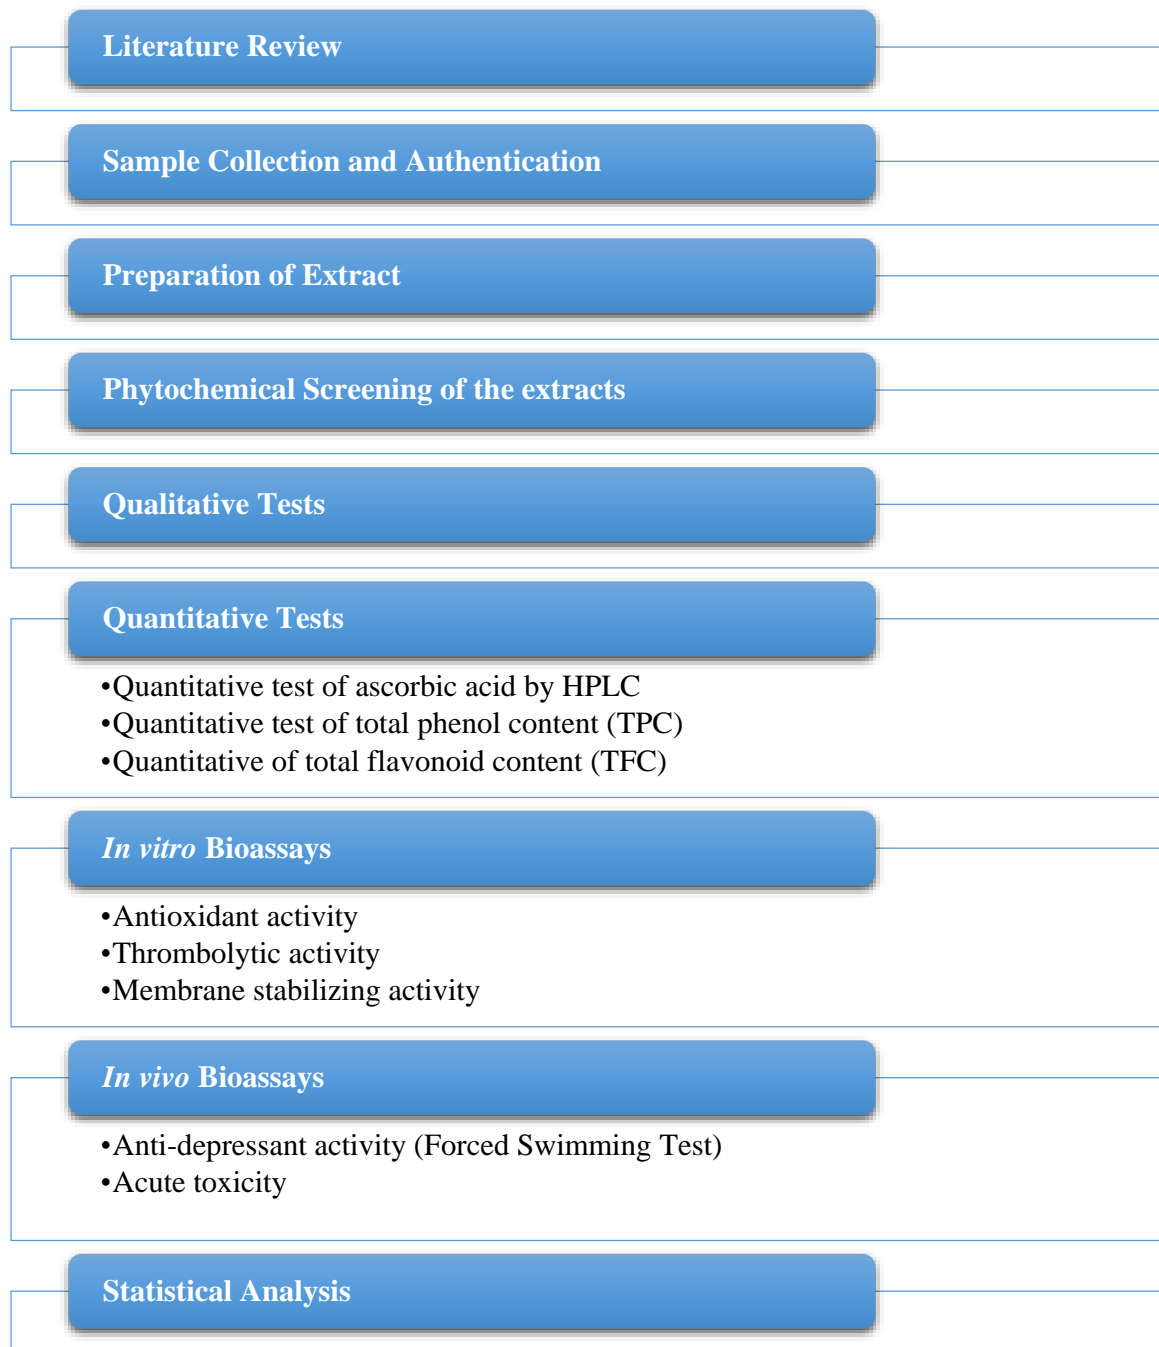 Literature Review
Sample Collection and Authentication
Preparation of Extract
Phytochemical Screening of the extracts
Qualitative Tests
Quantitative Tests
•Quantitative test of ascorbic acid by HPLC
•Quantitative test of total phenol content (TPC)
•Quantitative of total flavonoid content (TFC)
In vitro Bioassays
•Antioxidant activity
•Thrombolytic activity
•Membrane stabilizing activity
In vivo Bioassays
•Anti-depressant activity (Forced Swimming Test)
•Acute toxicity
Statistical Analysis